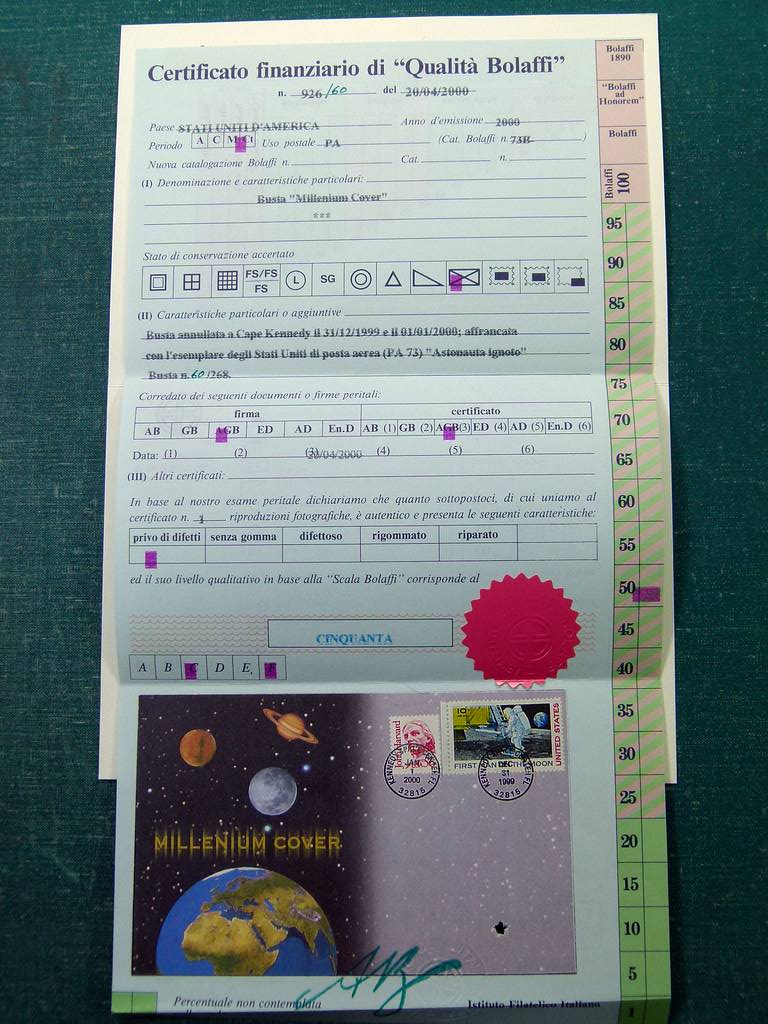 Certificato finanziario di “Qualità Bolaffi”
n. 926/60 del 20/04/2000
Paese STATI UNITI D'AMERICA Anno d'emissione 2000
Periodo A C M Ct Uso postale PA (Cat. Bolaffi n. 73B )
Nuova catalogazione Bolaffi n. Cat. n.
(I) Denominazione e caratteristiche particolari:
Busta "Millenium Cover"
***
Stato di conservazione accertato
FS/FS FS L SG
(II) Caratteristiche particolari o aggiuntive
Busta annullata a Cape Kennedy il 31/12/1999 e il 01/01/2000; affrancata
con l'esemplare degli Stati Uniti di posta aerea (PA 73) "Astonauta ignoto"
Busta n. 60 /268.
Corredato dei seguenti documenti o firme peritali:
firma certificato
AB GB AGB ED AD En.D AB (1) GB (2) AGB(3) ED (4) AD (5) En.D (6)
Data: (1) (2) (3) 20/04/2000 (4) (5) (6)
(III) Altri certificati:
In base al nostro esame peritale dichiariamo che quanto sottopostoci, di cui uniamo al
certificato n. 1 riproduzioni fotografiche, è autentico e presenta le seguenti caratteristiche:
privo di difetti senza gomma difettoso rigommato riparato
ed il suo livello qualitativo in base alla “Scala Bolaffi” corrisponde al
CINQUANTA
A B C D E F
MILLENIUM COVER
John Harvard
KENNEDY
JAN
1
2000
32815
10
UNITED STATES
FIRST MAN ON THE MOON
KENNEDY
DEC
31
1999
32815
Percentuale non contemplata
Istituto Filatelico Italiano
Bolaffi
1890
“Bolaffi
ad
Honorem”
Bolaffi
Bolaffi
100
95
90
85
80
75
70
65
60
55
50
45
40
35
30
25
20
15
10
5
1